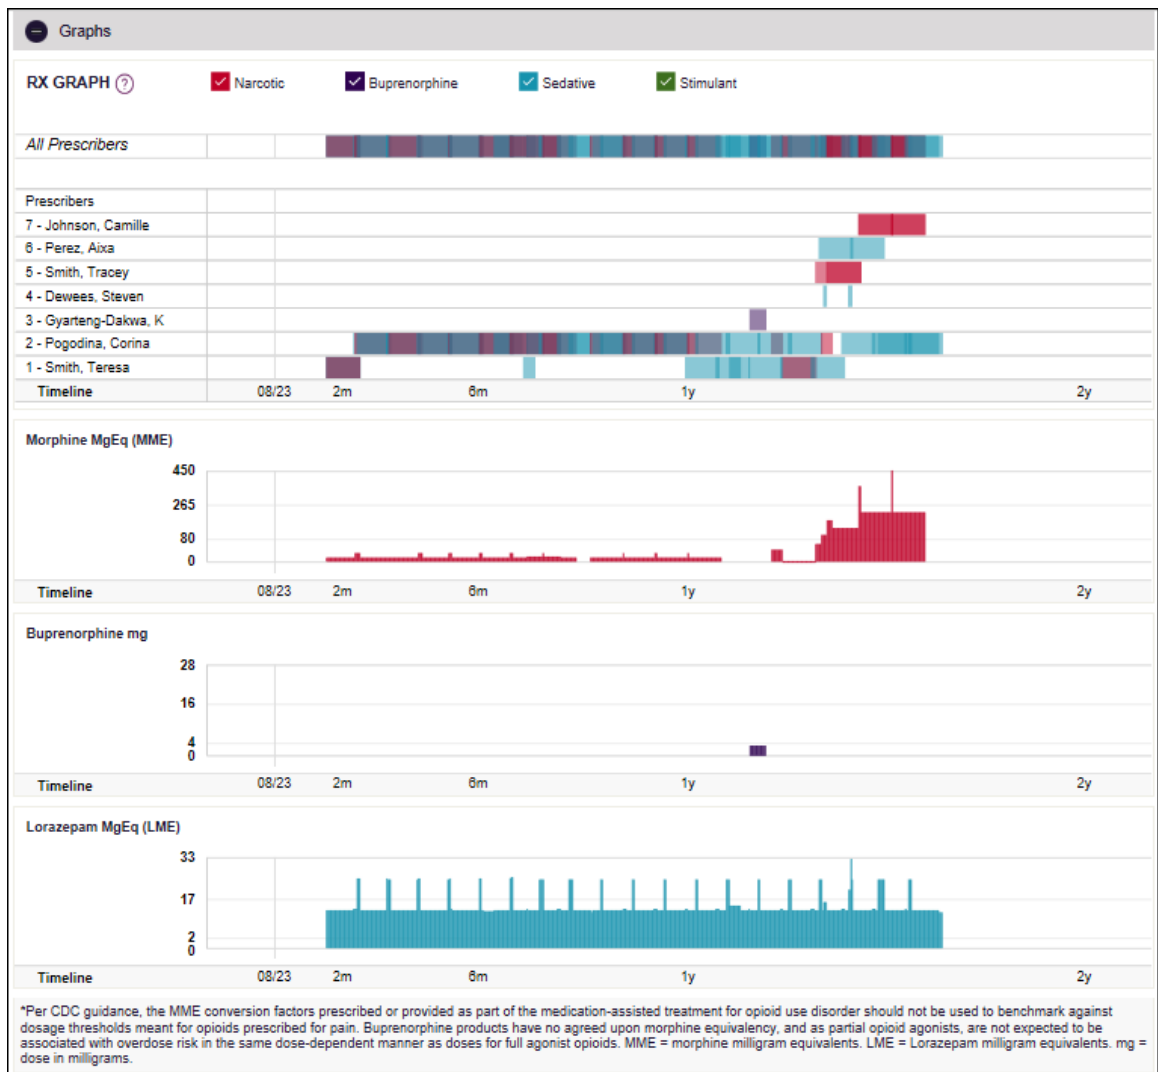 Graphs
RX GRAPH ? Narcotic Buprenorphine Sedative Stimulant
All Prescribers
Prescribers
7 - Johnson, Camille
6 - Perez, Aixa
5 - Smith, Tracey
4 - Dewees, Steven
3 - Gyarteng-Dakwa, K
2 - Pogodina, Corina
1 - Smith, Teresa
Timeline 08/23 2m 6m 1y 2y
Morphine MgEq (MME)
450
265
80
0
Timeline 08/23 2m 6m 1y 2y
Buprenorphine mg
28
16
4
0
Timeline 08/23 2m 6m 1y 2y
Lorazepam MgEq (LME)
33
17
2
0
Timeline 08/23 2m 6m 1y 2y
*Per CDC guidance, the MME conversion factors prescribed or provided as part of the medication-assisted treatment for opioid use disorder should not be used to benchmark against
dosage thresholds meant for opioids prescribed for pain. Buprenorphine products have no agreed upon morphine equivalency, and as partial opioid agonists, are not expected to be
associated with overdose risk in the same dose-dependent manner as doses for full agonist opioids. MME = morphine milligram equivalents. LME = Lorazepam milligram equivalents. mg =
dose in milligrams.